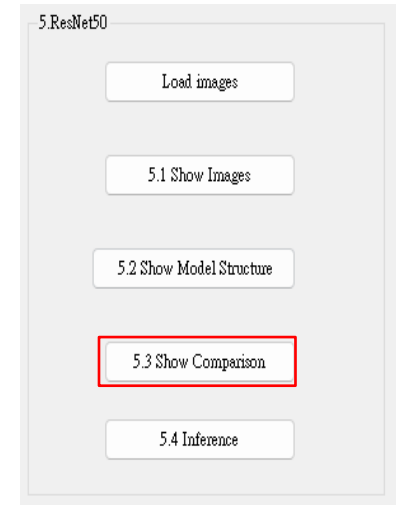 5.ResNet50
Load images
5.1 Show Images
5.2 Show Model Structure
5.3 Show Comparison
5.4 Inference